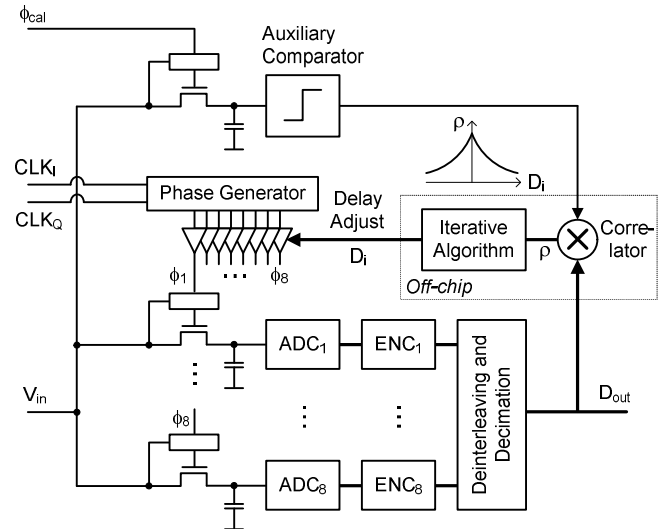 ϕcal
Auxiliary
Comparator
ρ
Di
CLKI
CLKQ
Phase Generator
Delay
Adjust
Di
Iterative
Algorithm
ρ
Corre-
lator
Off-chip
ϕ1
...
ϕ8
ADC1
ENC1
Deinterleaving and
Decimation
Vin
Dout
ϕ8
ADC8
ENC8